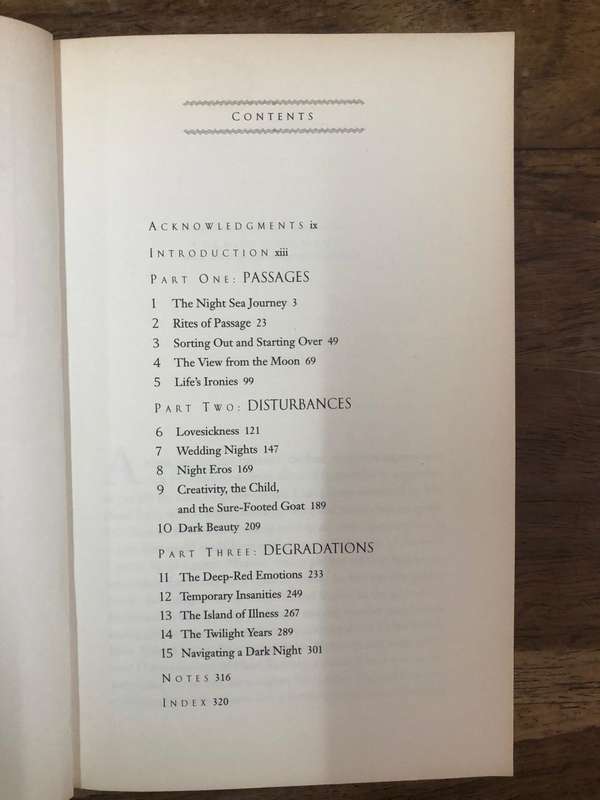 CONTENTS
ACKNOWLEDGMENTS ix
INTRODUCTION xiii
PART ONE: PASSAGES
1 The Night Sea Journey 3
2 Rites of Passage 23
3 Sorting Out and Starting Over 49
4 The View from the Moon 69
5 Life's Ironies 99
PART TWO: DISTURBANCES
6 Lovesickness 121
7 Wedding Nights 147
8 Night Eros 169
9 Creativity, the Child,
and the Sure-Footed Goat 189
10 Dark Beauty 209
PART THREE: DEGRADATIONS
11 The Deep-Red Emotions 233
12 Temporary Insanities 249
13 The Island of Illness 267
14 The Twilight Years 289
15 Navigating a Dark Night 301
NOTES 316
INDEX 320